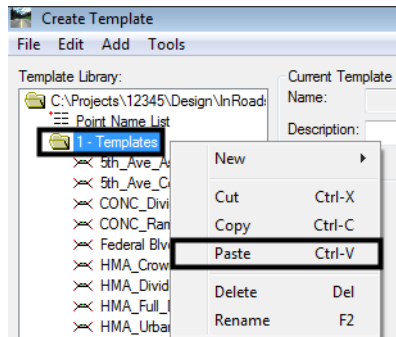 Create Template
File Edit Add Tools
Template Library:
Current Template
C:\Projects\12345\Design\InRoads
Name:
Point Name List
Description:
1 - Templates
5th_Ave_A
New
5th_Ave_C
Cut Ctrl-X
CONC_Divi
Copy Ctrl-C
CONC_Ran
Federal Blv
Paste Ctrl-V
HMA_Crow
HMA_Divid
Delete Del
HMA_Full_
Rename F2
HMA_Urba